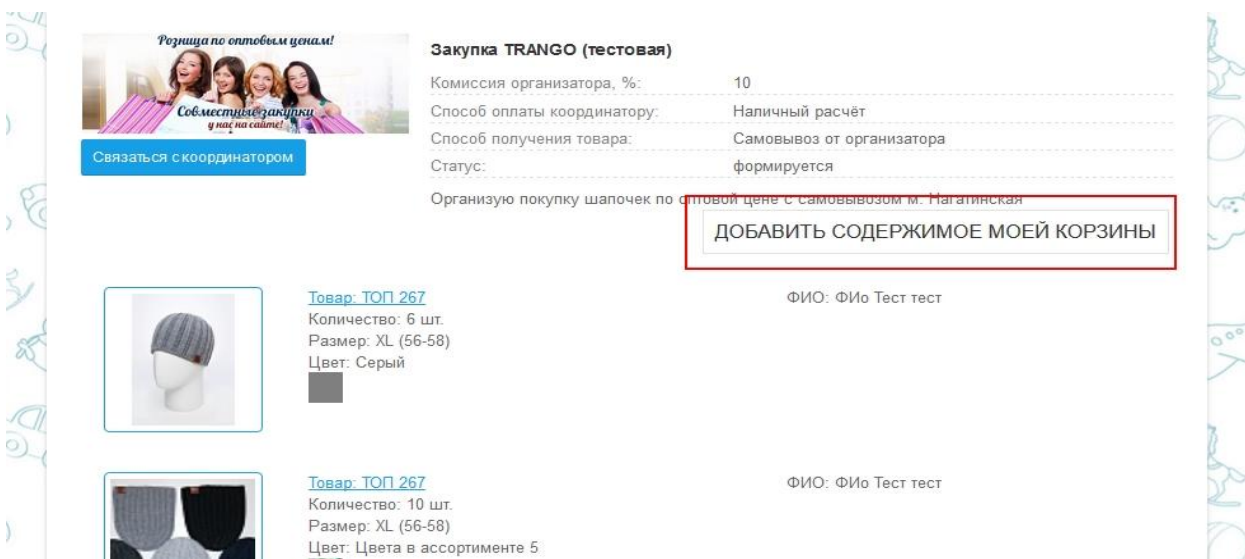 Розница по оптовым ценам!
Совместные закупки
у нас на сайте!
Связаться с координатором
Закупка TRANGO (тестовая)
Комиссия организатора, %: 10
Способ оплаты координатору: Наличный расчёт
Способ получения товара: Самовывоз от организатора
Статус: формируется
Организую покупку шапочек по оптовой цене с самовывозом м. Нагатинская
ДОБАВИТЬ СОДЕРЖИМОЕ МОЕЙ КОРЗИНЫ
Товар: ТОП 267
Количество: 6 шт.
Размер: XL (56-58)
Цвет: Серый
ФИО: ФИо Тест тест
Товар: ТОП 267
Количество: 10 шт.
Размер: XL (56-58)
Цвет: Цвета в ассортименте 5
ФИО: ФИо Тест тест